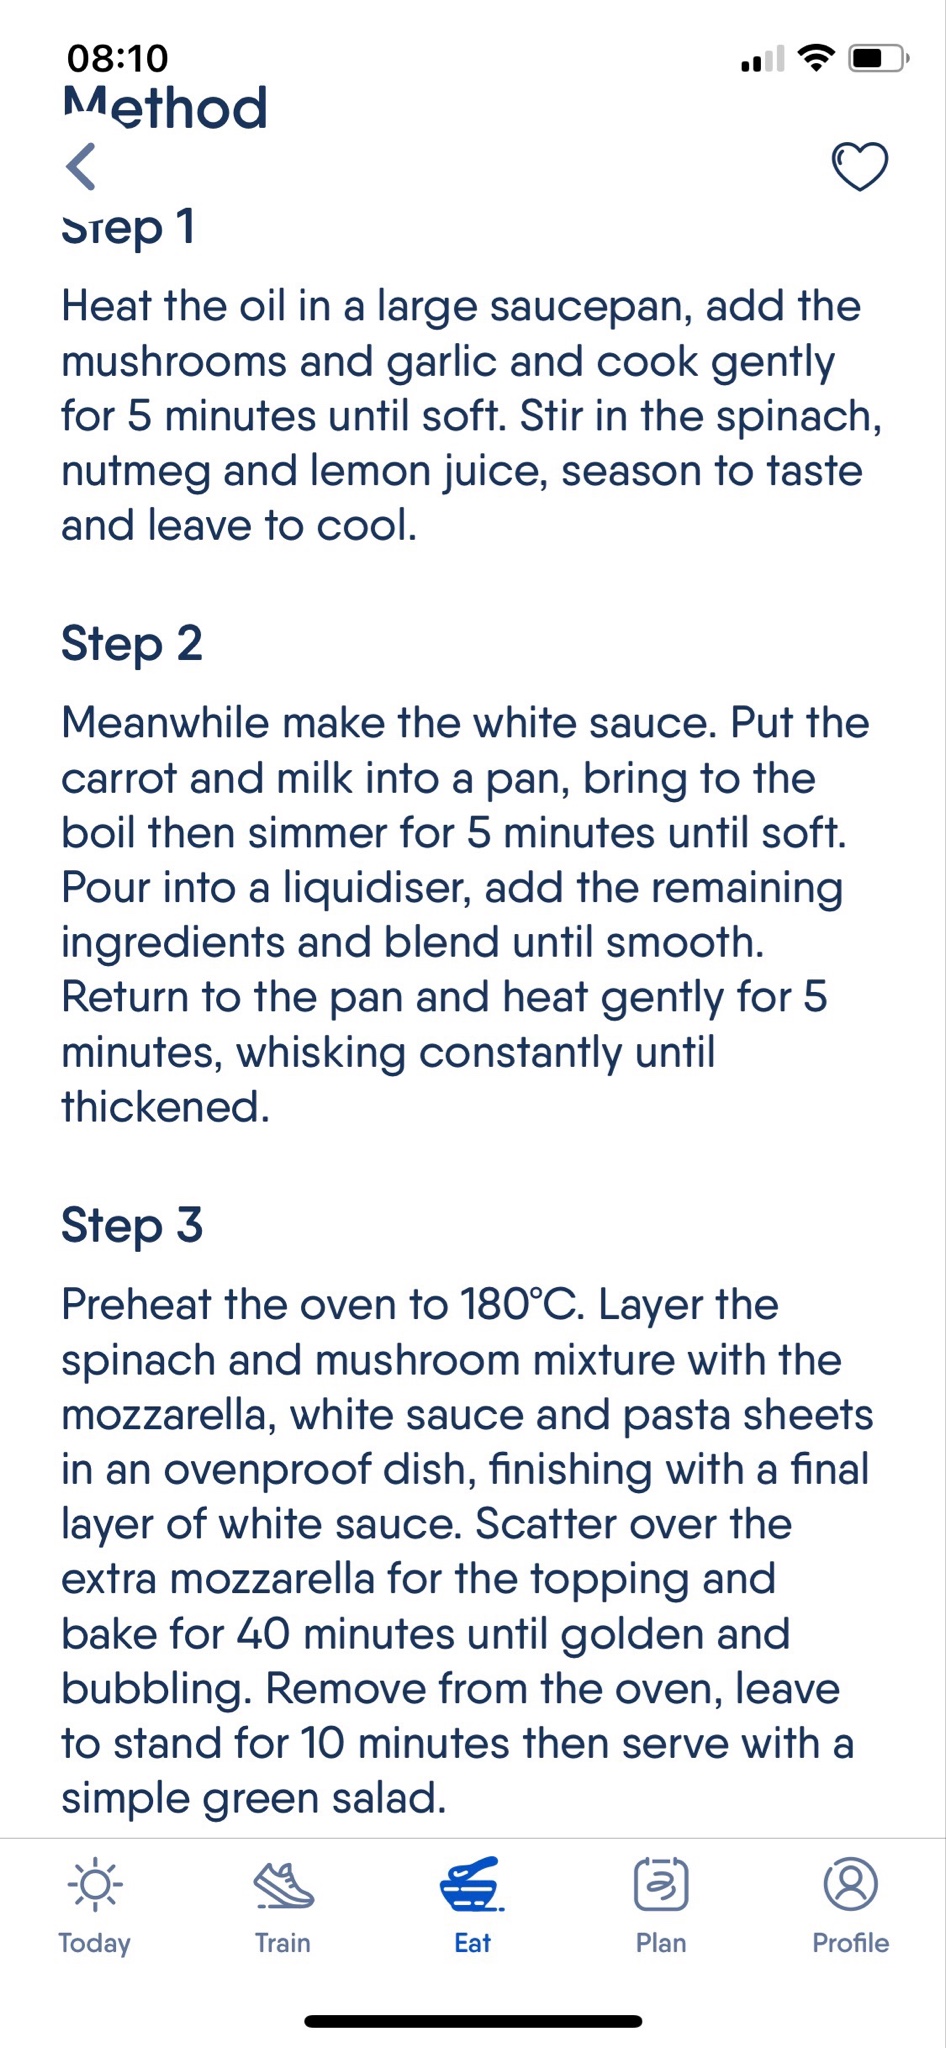 08:10
Method
Step 1
Heat the oil in a large saucepan, add the
mushrooms and garlic and cook gently
for 5 minutes until soft. Stir in the spinach,
nutmeg and lemon juice, season to taste
and leave to cool.
Step 2
Meanwhile make the white sauce. Put the
carrot and milk into a pan, bring to the
boil then simmer for 5 minutes until soft.
Pour into a liquidiser, add the remaining
ingredients and blend until smooth.
Return to the pan and heat gently for 5
minutes, whisking constantly until
thickened.
Step 3
Preheat the oven to 180°C. Layer the
spinach and mushroom mixture with the
mozzarella, white sauce and pasta sheets
in an ovenproof dish, finishing with a final
layer of white sauce. Scatter over the
extra mozzarella for the topping and
bake for 40 minutes until golden and
bubbling. Remove from the oven, leave
to stand for 10 minutes then serve with a
simple green salad.
Today Train Eat Plan Profile